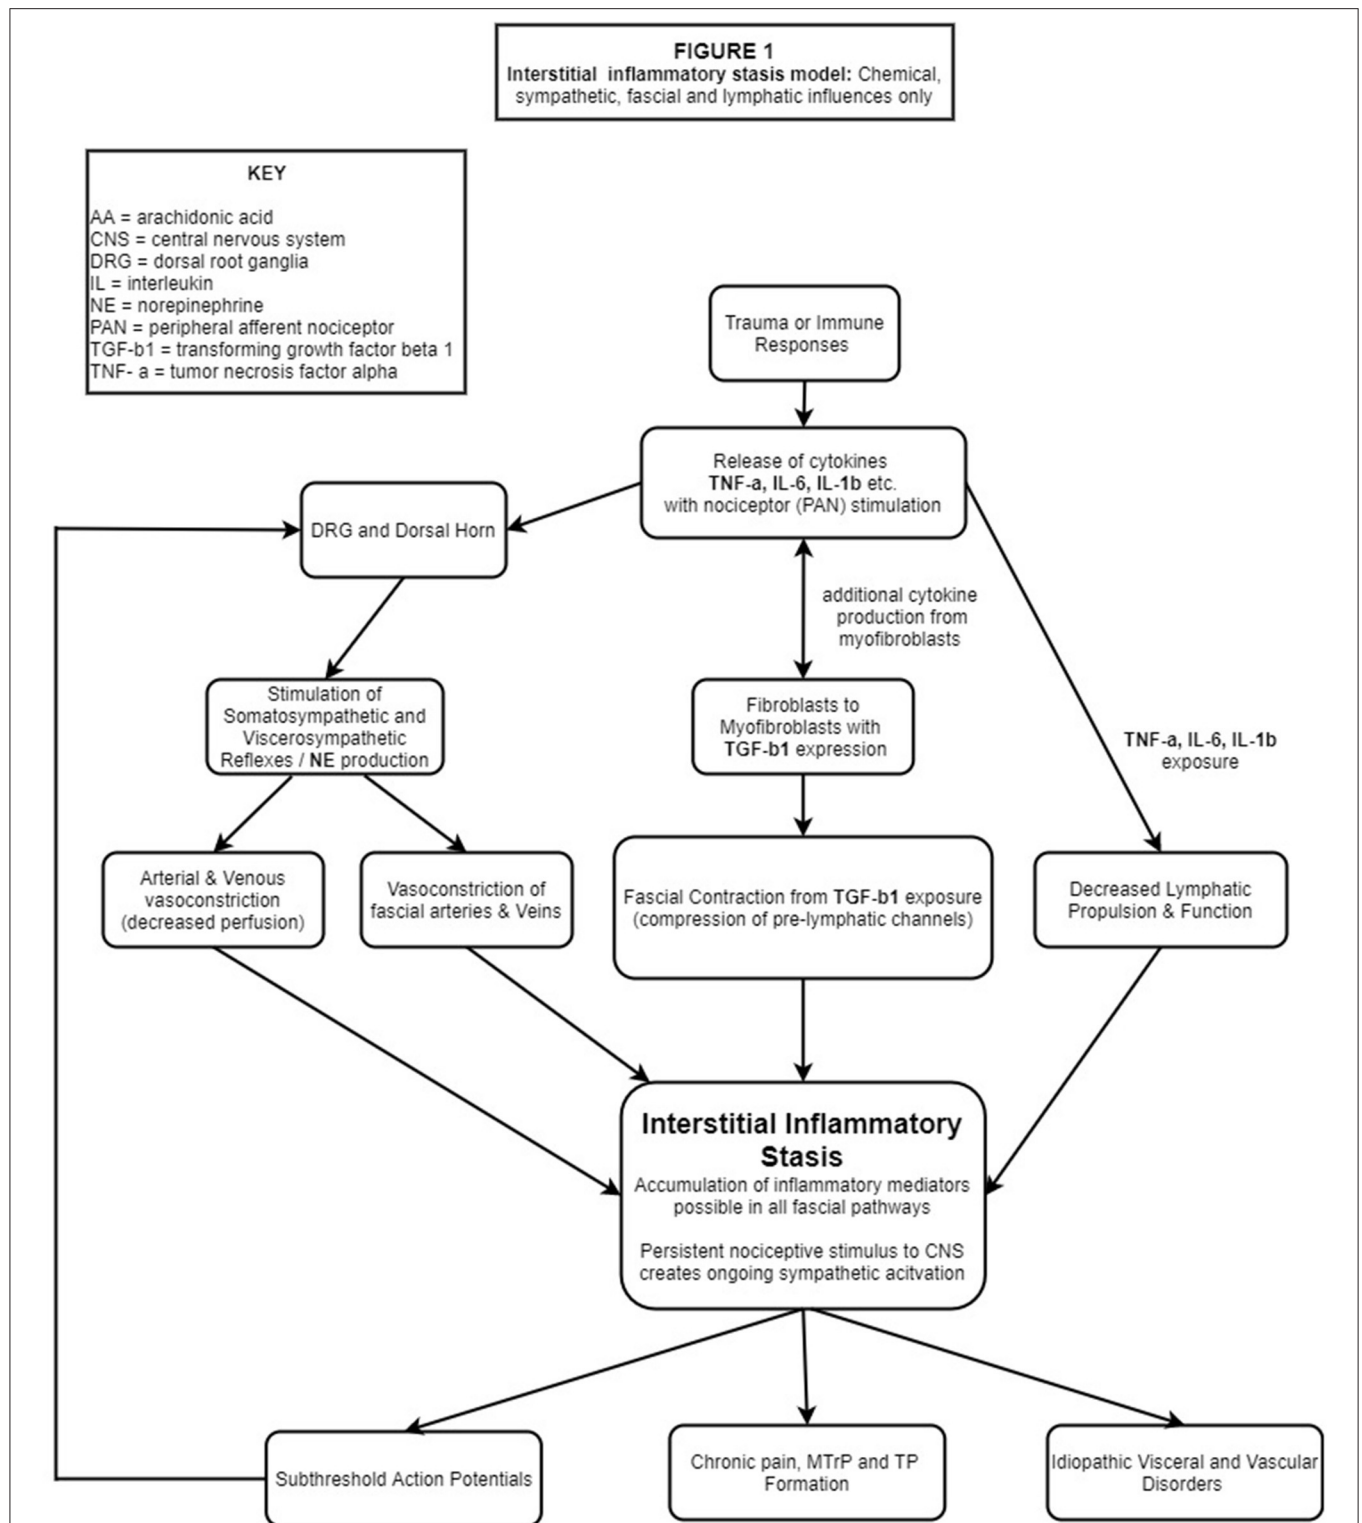 FIGURE 1
Interstitial inflammatory stasis model: Chemical,
sympathetic, fascial and lymphatic influences only
KEY
AA = arachidonic acid
CNS = central nervous system
DRG = dorsal root ganglia
IL = interleukin
NE = norepinephrine
PAN = peripheral afferent nociceptor
TGF-b1 = transforming growth factor beta 1
TNF- a = tumor necrosis factor alpha
Trauma or Immune
Responses
Release of cytokines
TNF-a, IL-6, IL-1b etc.
with nociceptor (PAN) stimulation
DRG and Dorsal Horn
additional cytokine
production from
myofibroblasts
Stimulation of
Somatosympathetic and
Viscerosympathetic
Reflexes / NE production
Fibroblasts to
Myofibroblasts with
TGF-b1 expression
TNF-a, IL-6, IL-1b
exposure
Arterial & Venous
vasoconstriction
(decreased perfusion)
Vasoconstriction of
fascial arteries & Veins
Fascial Contraction from TGF-b1 exposure
(compression of pre-lymphatic channels)
Decreased Lymphatic
Propulsion & Function
Interstitial Inflammatory
Stasis
Accumulation of inflammatory mediators
possible in all fascial pathways
Persistent nociceptive stimulus to CNS
creates ongoing sympathetic acitvation
Subthreshold Action Potentials
Chronic pain, MTrP and TP
Formation
Idiopathic Visceral and Vascular
Disorders